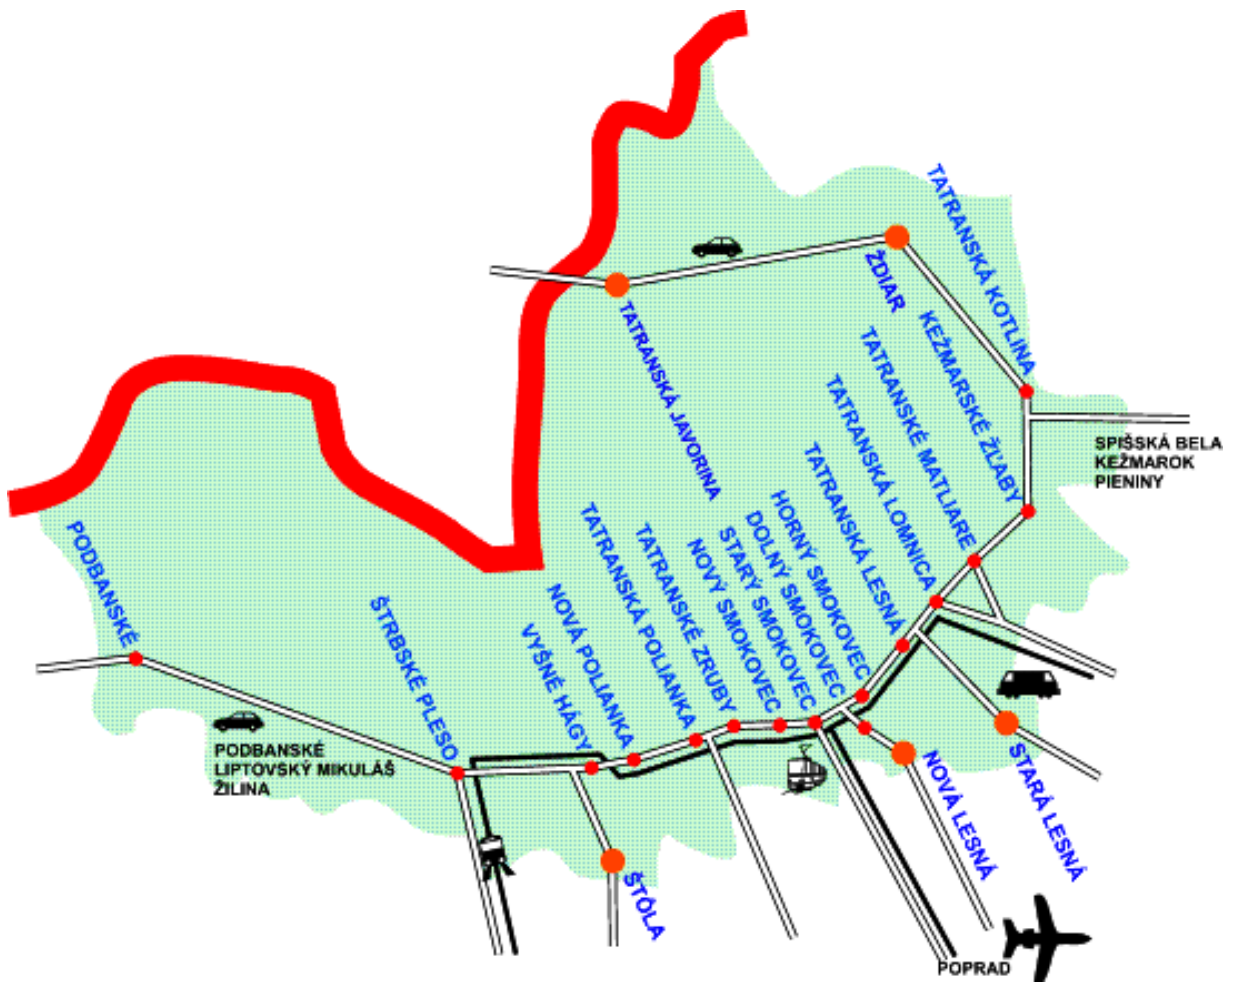 TATRANSKÁ KOTLINA
ŽDIAR
TATRANSKÁ JAVORINA
KEŽMARSKÉ ŽĽABY
TATRANSKÉ MATLIARE
TATRANSKÁ LOMNICA
TATRANSKÁ LESNÁ
HORNÝ SMOKOVEC
DOLNÝ SMOKOVEC
STARÝ SMOKOVEC
NOVÝ SMOKOVEC
TATRANSKÉ ZRUBY
TATRANSKÁ POLIANKA
NOVÁ POLIANKA
VYŠNÉ HÁGY
ŠTRBSKÉ PLESO
PODBANSKÉ
SPIŠSKÁ BELA
KEŽMAROK
PIENINY
PODBANSKÉ
LIPTOVSKÝ MIKULÁŠ
ŽILINA
ŠTÔLA
NOVÁ LESNÁ
STARÁ LESNÁ
POPRAD